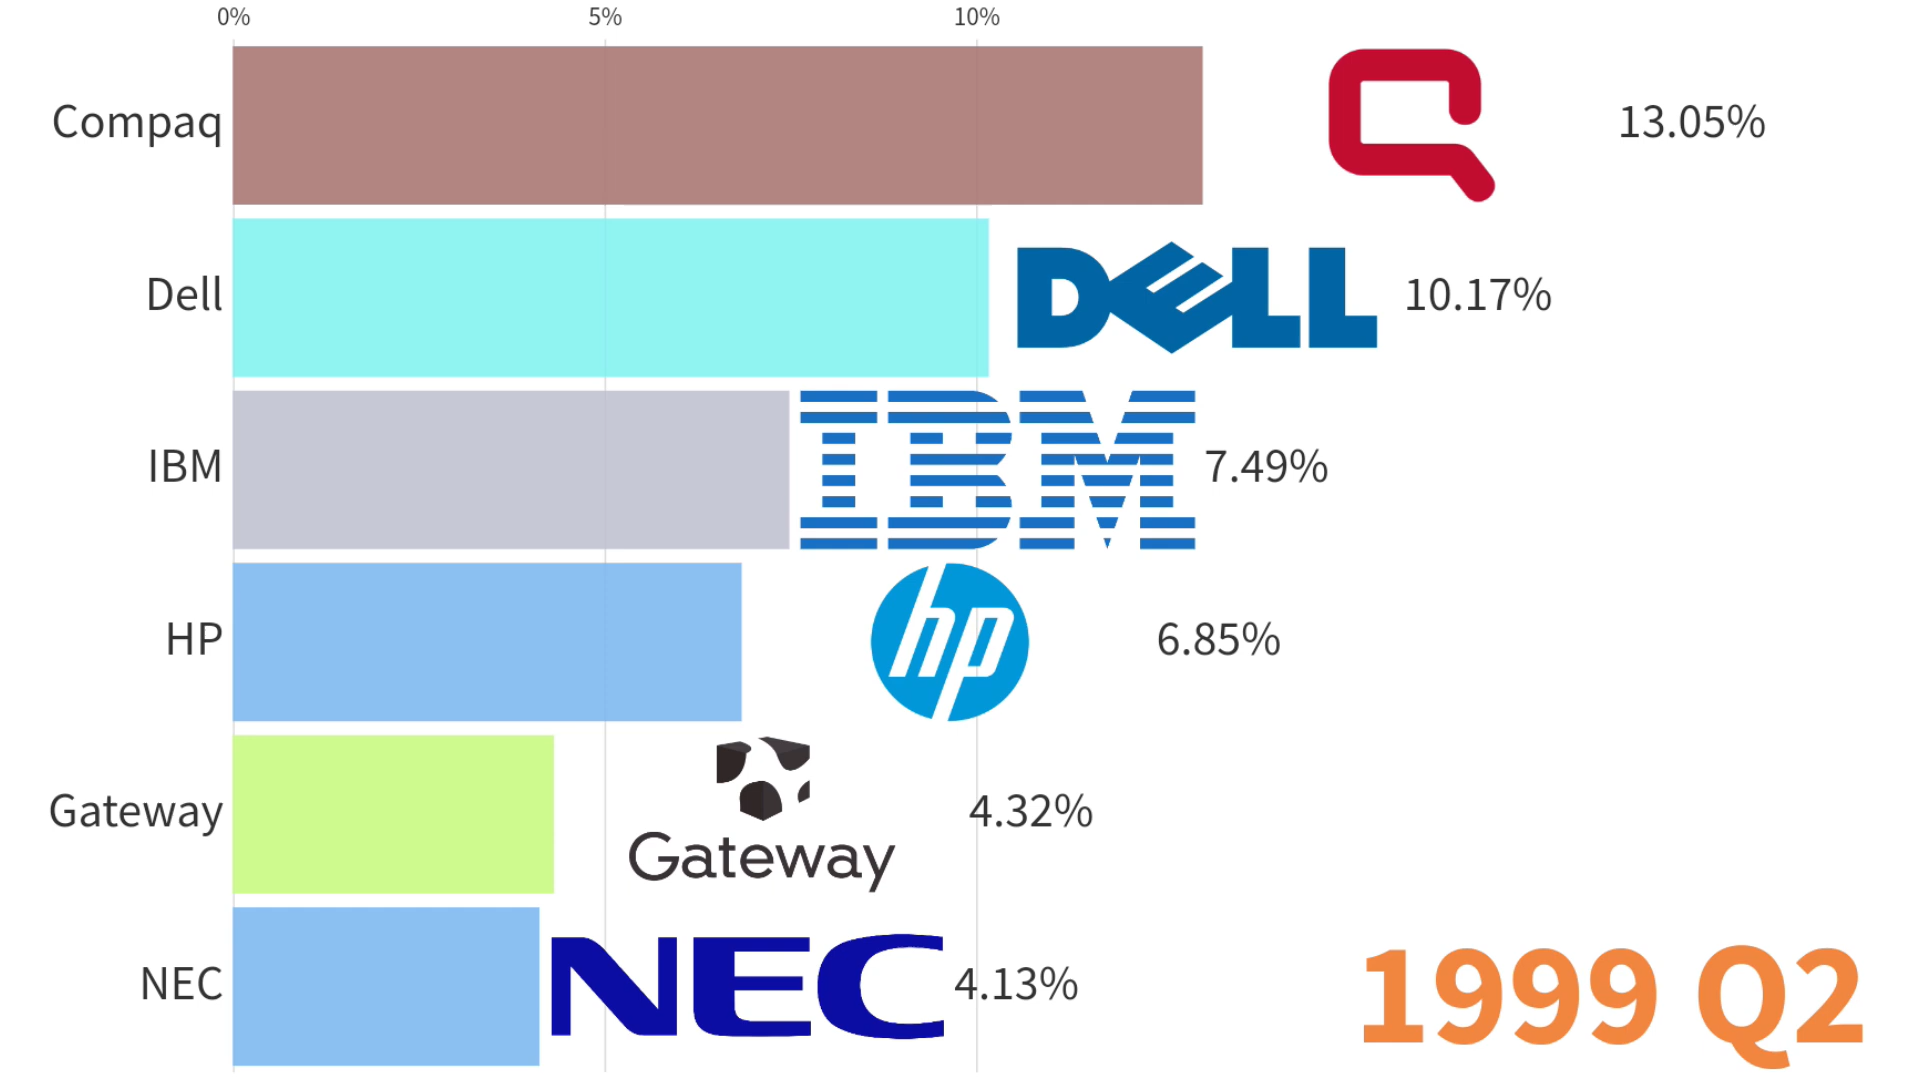 0% 5% 10%
Compaq 13.05%
Dell DELL 10.17%
IBM IBM 7.49%
HP hp 6.85%
Gateway Gateway 4.32%
NEC NEC 4.13%
1999 Q2